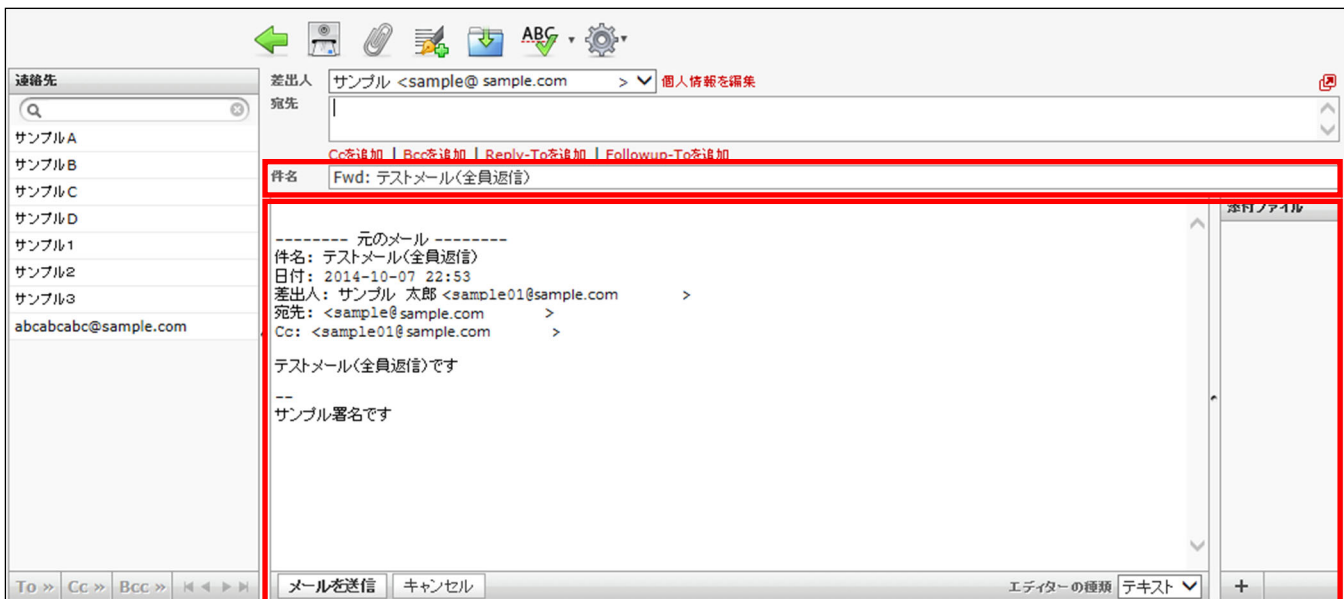 ABC
連絡先
サンプルA
サンプルB
サンプルC
サンプルD
サンプル1
サンプル2
サンプル3
abcabcabc@sample.com
To » Cc » Bcc »
差出人 サンプル <sample@ sample.com > 個人情報を編集
宛先
Ccを追加 | Bccを追加 | Reply-Toを追加 | Followup-Toを追加
件名 Fwd: テストメール(全員返信)
-------- 元のメール --------
件名: テストメール(全員返信)
日付: 2014-10-07 22:53
差出人: サンプル 太郎 <sample01@sample.com >
宛先: <sample@sample.com >
Cc: <sample01@sample.com >
テストメール(全員返信)です
--
サンプル署名です
メールを送信 キャンセル エディターの種類 テキスト
添付ファイル
+